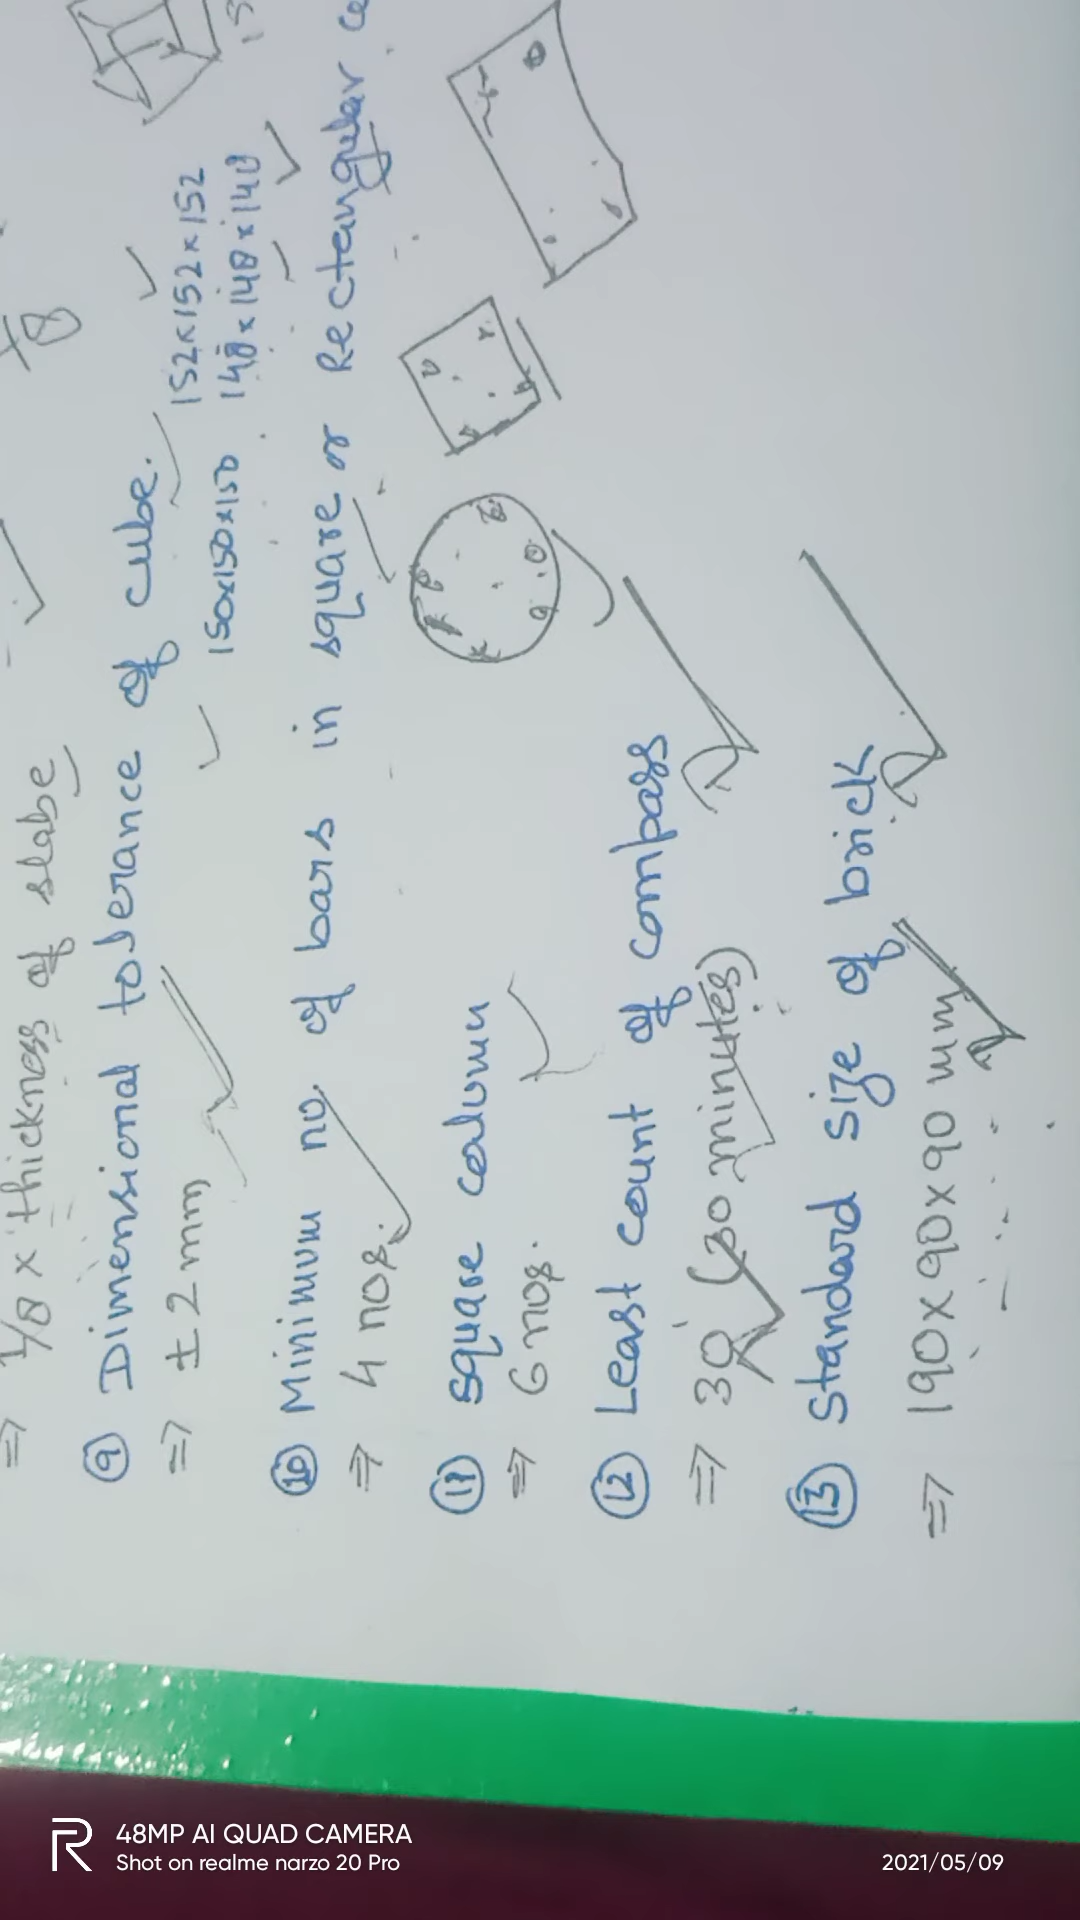 ⇒ 1/8 x thickness of slabe
⑨ Dimensional tolerance of cube.
⇒ ± 2mm
152x152x152
150x150x150
148x148x148
⑩ Minimum no. of bars in square or Rectangular
⇒ 4 nos.
⑪ square column
⇒ 6 nos.
⑫ Least count of compass
⇒ 30 (30 minutes)
⑬ Standard size of brick
⇒ 190x90x90 mm
48MP AI QUAD CAMERA
Shot on realme narzo 20 Pro
2021/05/09